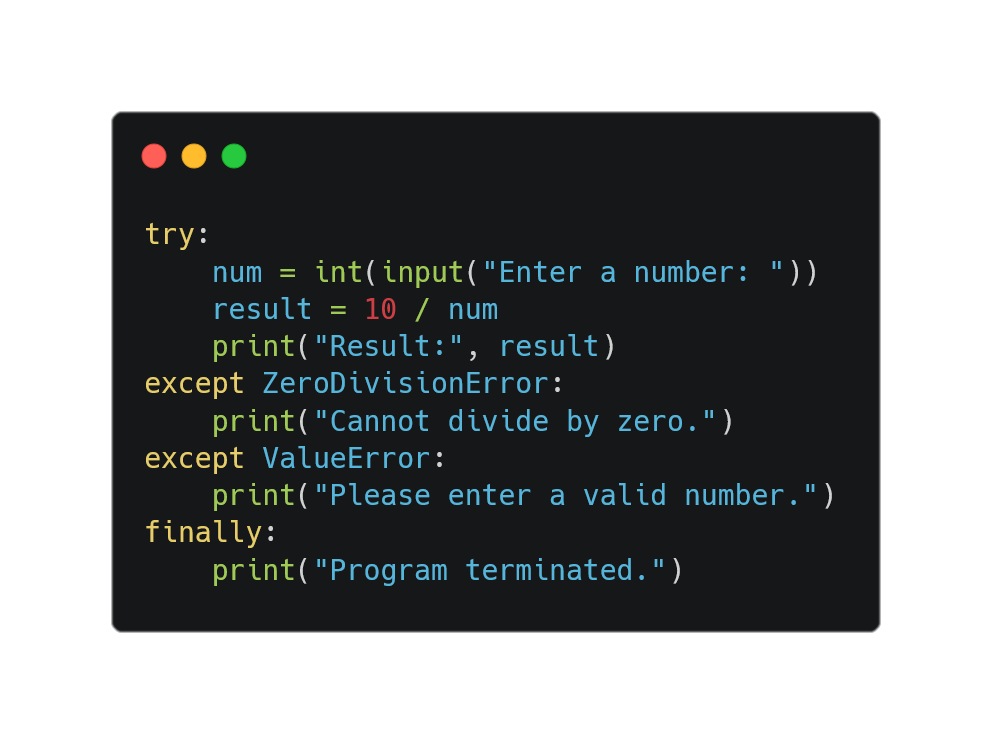 try:
    num = int(input("Enter a number: "))
    result = 10 / num
    print("Result:", result)
except ZeroDivisionError:
    print("Cannot divide by zero.")
except ValueError:
    print("Please enter a valid number.")
finally:
    print("Program terminated.")